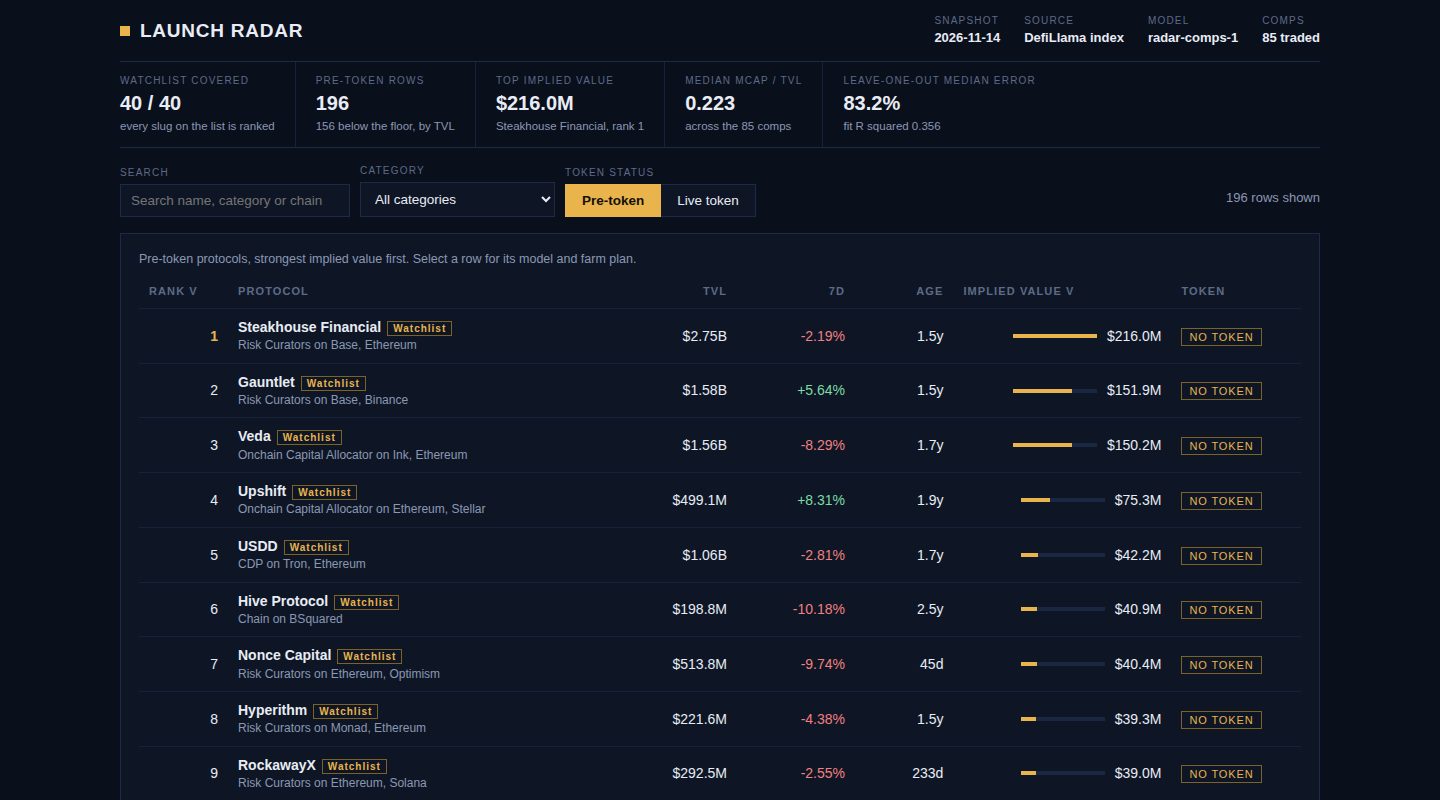 LAUNCH RADAR
SNAPSHOT SOURCE MODEL COMPS
2026-11-14 DefiLlama index radar-comps-1 85 traded
WATCHLIST COVERED PRE-TOKEN ROWS TOP IMPLIED VALUE MEDIAN MCAP / TVL LEAVE-ONE-OUT MEDIAN ERROR
40 / 40 196 $216.0M 0.223 83.2%
every slug on the list is ranked 156 below the floor, by TVL Steakhouse Financial, rank 1 across the 85 comps fit R squared 0.356
SEARCH CATEGORY TOKEN STATUS
Search name, category or chain All categories Pre-token Live token 196 rows shown
Pre-token protocols, strongest implied value first. Select a row for its model and farm plan.
RANK V PROTOCOL TVL 7D AGE IMPLIED VALUE V TOKEN
1 Steakhouse Financial Watchlist $2.75B -2.19% 1.5y $216.0M NO TOKEN
Risk Curators on Base, Ethereum
2 Gauntlet Watchlist $1.58B +5.64% 1.5y $151.9M NO TOKEN
Risk Curators on Base, Binance
3 Veda Watchlist $1.56B -8.29% 1.7y $150.2M NO TOKEN
Onchain Capital Allocator on Ink, Ethereum
4 Upshift Watchlist $499.1M +8.31% 1.9y $75.3M NO TOKEN
Onchain Capital Allocator on Ethereum, Stellar
5 USDD Watchlist $1.06B -2.81% 1.7y $42.2M NO TOKEN
CDP on Tron, Ethereum
6 Hive Protocol Watchlist $198.8M -10.18% 2.5y $40.9M NO TOKEN
Chain on BSquared
7 Nonce Capital Watchlist $513.8M -9.74% 45d $40.4M NO TOKEN
Risk Curators on Ethereum, Optimism
8 Hyperithm Watchlist $221.6M -4.38% 1.5y $39.3M NO TOKEN
Risk Curators on Monad, Ethereum
9 RockawayX Watchlist $292.5M -2.55% 233d $39.0M NO TOKEN
Risk Curators on Ethereum, Solana